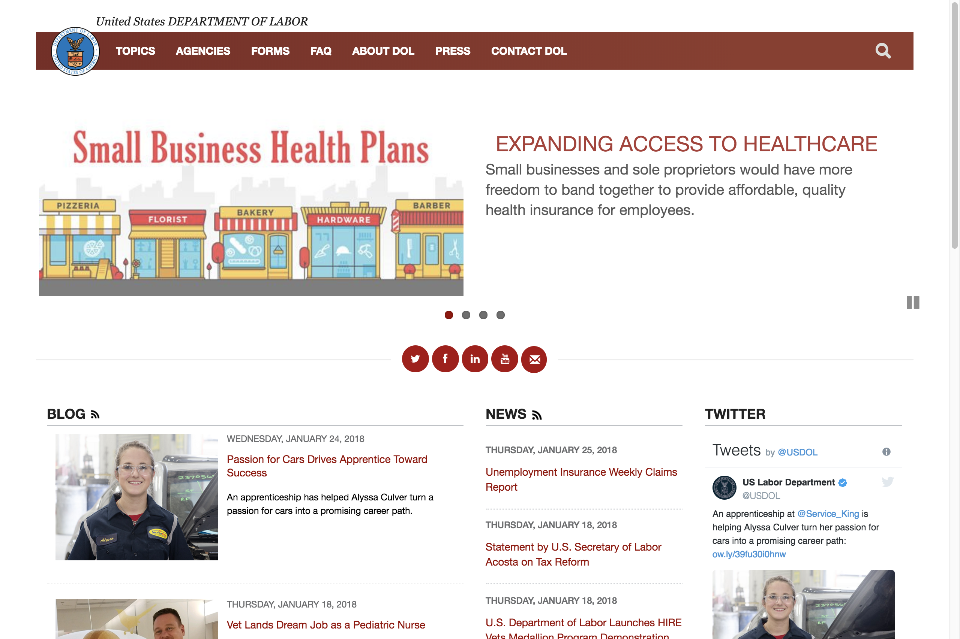 United States DEPARTMENT OF LABOR
TOPICS AGENCIES FORMS FAQ ABOUT DOL PRESS CONTACT DOL
Small Business Health Plans
PIZZERIA
FLORIST
BAKERY
HARDWARE
BARBER
EXPANDING ACCESS TO HEALTHCARE
Small businesses and sole proprietors would have more
freedom to band together to provide affordable, quality
health insurance for employees.
BLOG
WEDNESDAY, JANUARY 24, 2018
Passion for Cars Drives Apprentice Toward
Success
An apprenticeship has helped Alyssa Culver turn a
passion for cars into a promising career path.
THURSDAY, JANUARY 18, 2018
Vet Lands Dream Job as a Pediatric Nurse
NEWS
THURSDAY, JANUARY 25, 2018
Unemployment Insurance Weekly Claims
Report
THURSDAY, JANUARY 18, 2018
Statement by U.S. Secretary of Labor
Acosta on Tax Reform
THURSDAY, JANUARY 18, 2018
U.S. Department of Labor Launches HIRE
Vets Medallion Program Demonstration
TWITTER
Tweets by @USDOL
US Labor Department
@USDOL
An apprenticeship at @Service_King is
helping Alyssa Culver turn her passion for
cars into a promising career path:
ow.ly/39fu30i0hnw